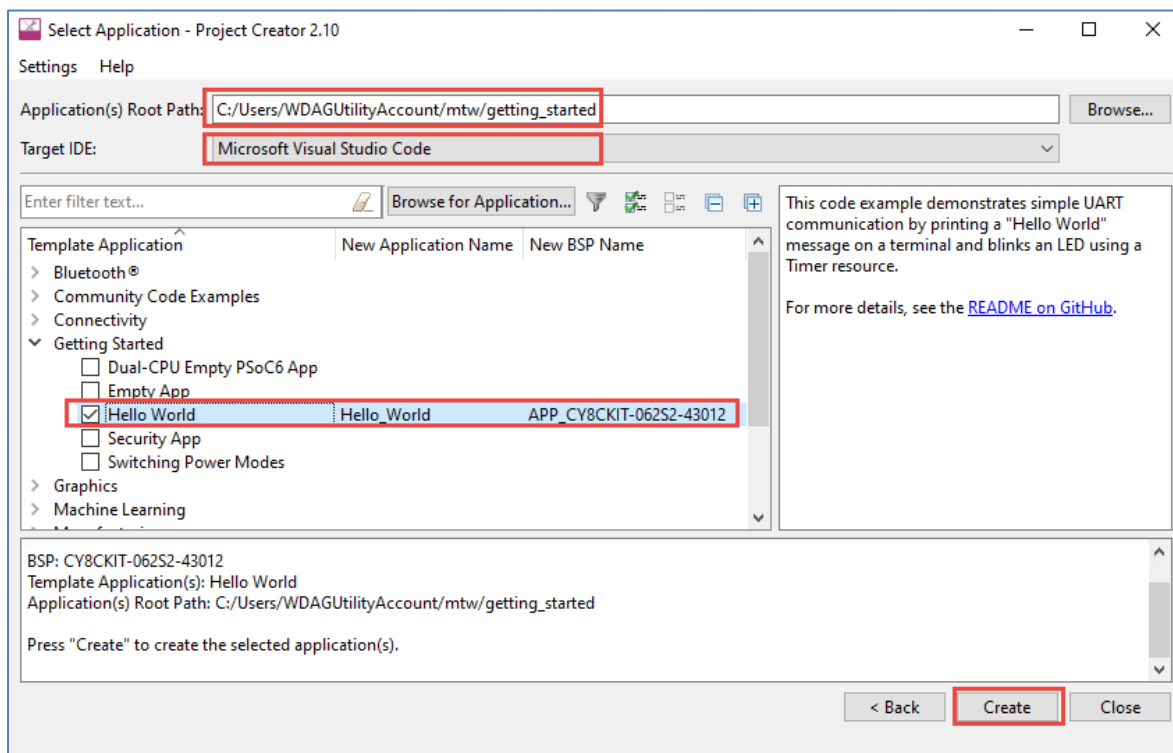 Select Application - Project Creator 2.10
Settings Help
Application(s) Root Path: C:/Users/WDAGUtilityAccount/mtw/getting_started Browse...
Target IDE: Microsoft Visual Studio Code
Enter filter text... Browse for Application...
Template Application New Application Name New BSP Name
Bluetooth®
Community Code Examples
Connectivity
Getting Started
Dual-CPU Empty PSoC6 App
Empty App
Hello World Hello_World APP_CY8CKIT-062S2-43012
Security App
Switching Power Modes
Graphics
Machine Learning
This code example demonstrates simple UART
communication by printing a "Hello World"
message on a terminal and blinks an LED using a
Timer resource.
For more details, see the README on GitHub.
BSP: CY8CKIT-062S2-43012
Template Application(s): Hello World
Application(s) Root Path: C:/Users/WDAGUtilityAccount/mtw/getting_started
Press "Create" to create the selected application(s).
< Back Create Close